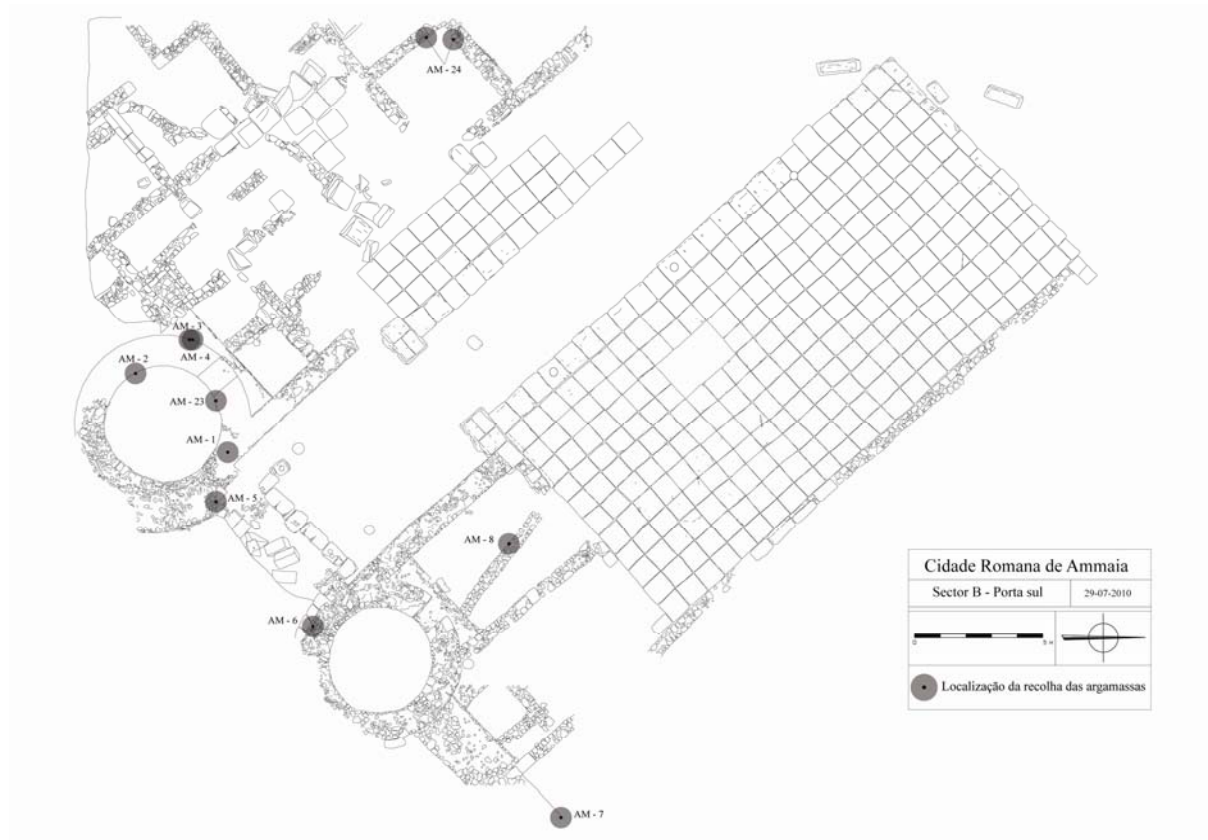 AM - 24
AM - 3
AM - 4
AM - 2
AM - 23
AM - 1
AM - 5
AM - 8
AM - 6
AM - 7
Cidade Romana de Ammaia
Sector B - Porta sul
29-07-2010
0
5 M
Localização da recolha das argamassas